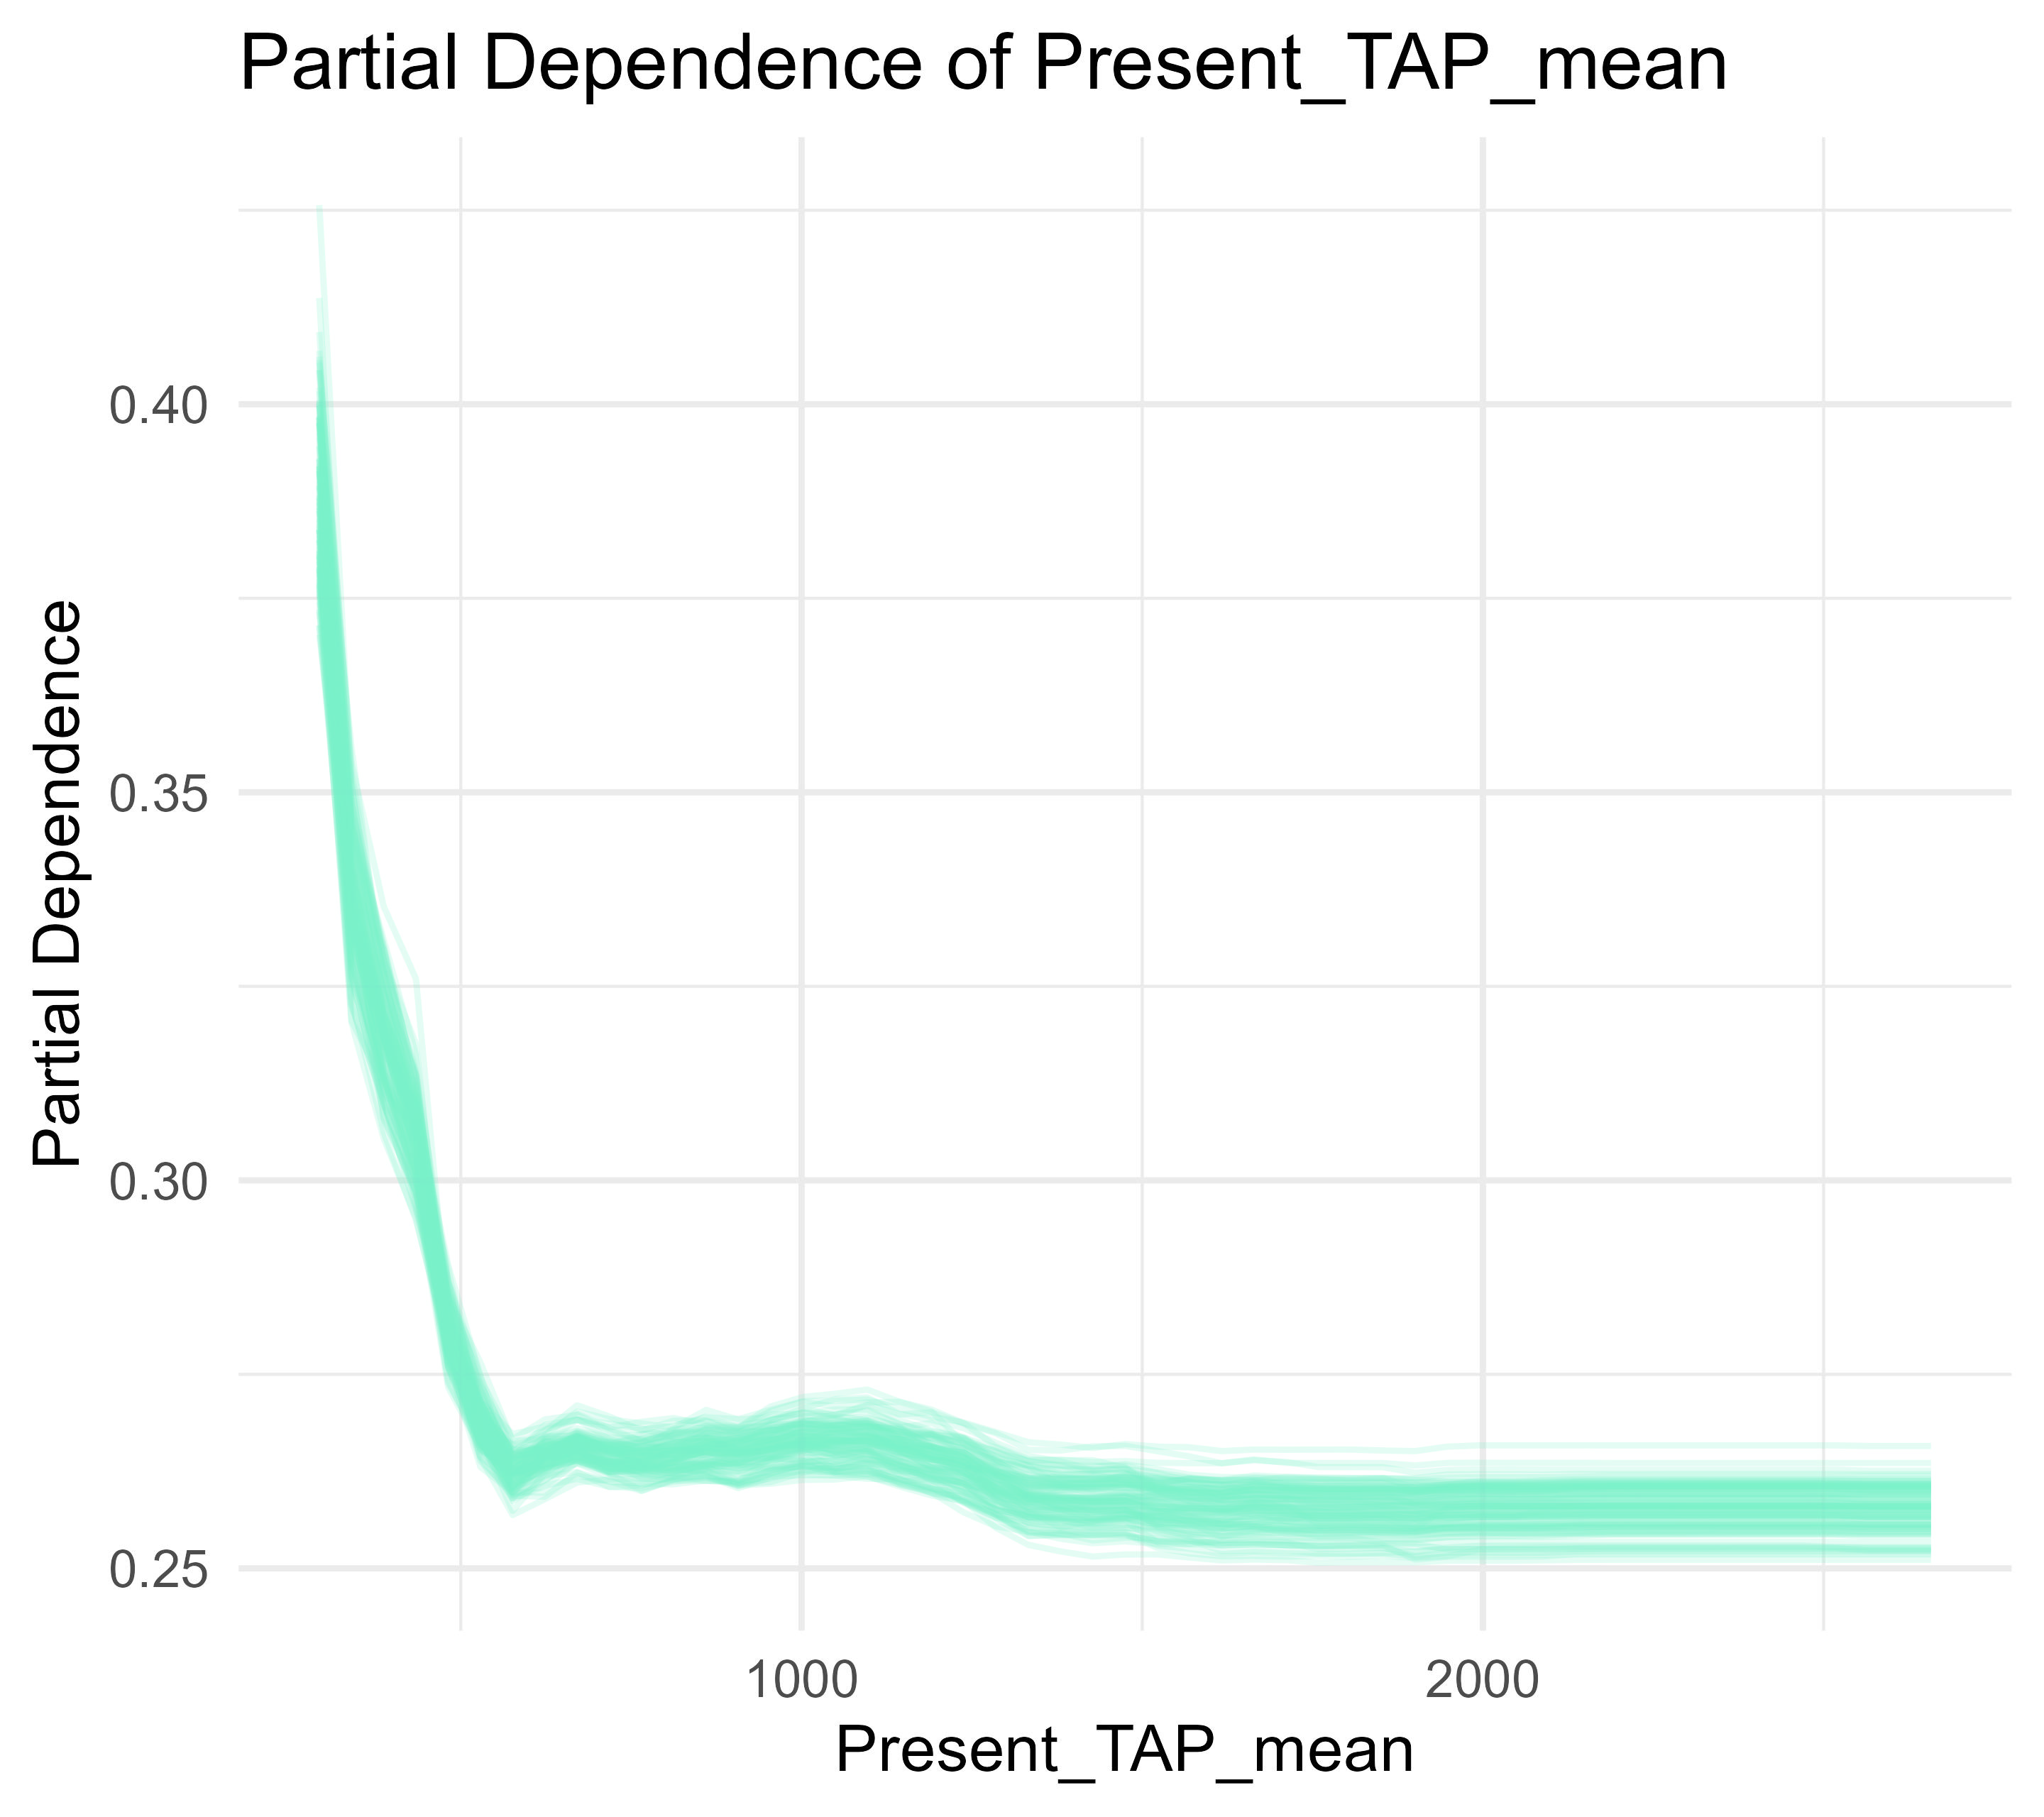 Partial Dependence of Present_TAP_mean
Partial Dependence
0.40
0.35
0.30
0.25
1000
2000
Present_TAP_mean